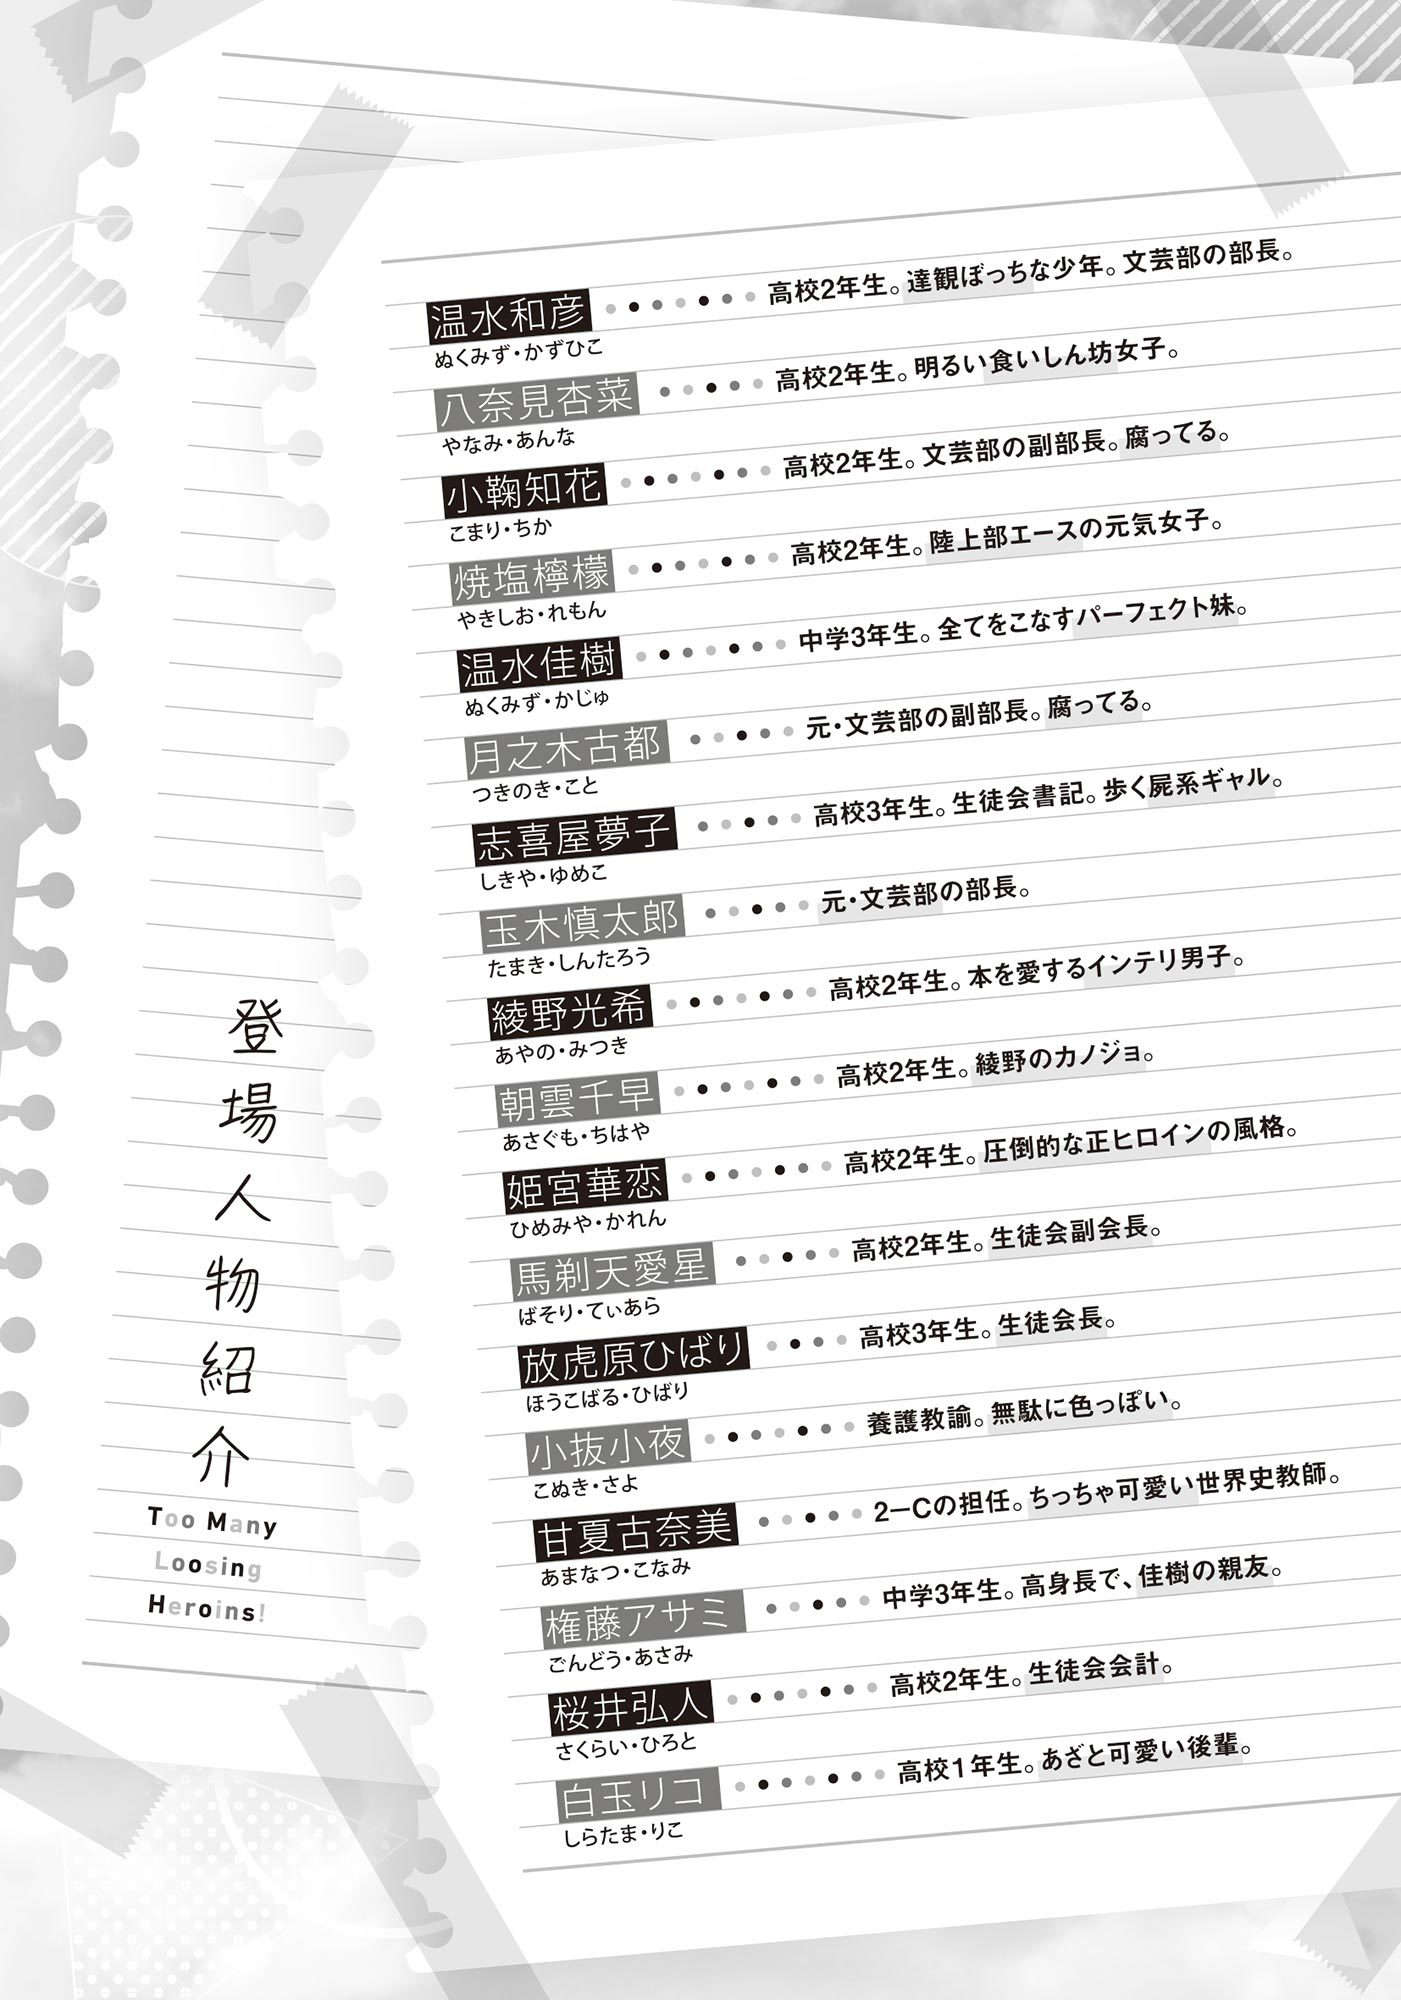 登場人物紹介
Too Many
Loosing
Heroins!
温水和彦 高校2年生。達観ぼっちな少年。文芸部の部長。
ぬくみず・かずひこ
八奈見杏菜 高校2年生。明るい食いしん坊女子。
やなみ・あんな
小鞠知花 高校2年生。文芸部の副部長。腐ってる。
こまり・ちか
焼塩檸檬 高校2年生。陸上部エースの元気女子。
やきしお・れもん
温水佳樹 中学3年生。全てをこなすパーフェクト妹。
ぬくみず・かじゅ
月之木古都 元・文芸部の副部長。腐ってる。
つきのき・こと
志喜屋夢子 高校3年生。生徒会書記。歩く屍系ギャル。
しきや・ゆめこ
玉木慎太郎 元・文芸部の部長。
たまき・しんたろう
綾野光希 高校2年生。本を愛するインテリ男子。
あやの・みつき
朝雲千早 高校2年生。綾野のカノジョ。
あさぐも・ちはや
姫宮華恋 高校2年生。圧倒的な正ヒロインの風格。
ひめみや・かれん
馬剃天愛星 高校2年生。生徒会副会長。
ばそり・てぃあら
放虎原ひばり 高校3年生。生徒会長。
ほうこばる・ひばり
小抜小夜 養護教諭。無駄に色っぽい。
こぬき・さよ
甘夏古奈美 2－Cの担任。ちっちゃ可愛い世界史教師。
あまなつ・こなみ
権藤アサミ 中学3年生。高身長で、佳樹の親友。
ごんどう・あさみ
桜井弘人 高校2年生。生徒会会計。
さくらい・ひろと
白玉リコ 高校1年生。あざと可愛い後輩。
しらたま・りこ